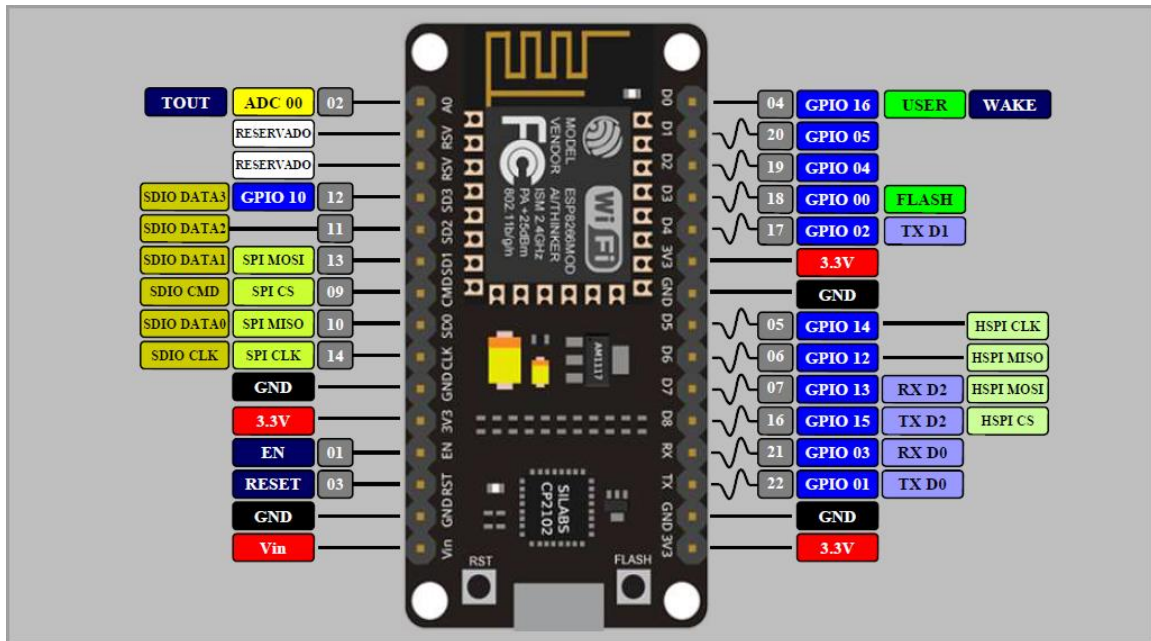 TOUT ADC 00 02
RESERVADO
RESERVADO
SDIO DATA3 GPIO 10 12
SDIO DATA2 11
SDIO DATA1 SPI MOSI 13
SDIO CMD SPI CS 09
SDIO DATA0 SPI MISO 10
SDIO CLK SPI CLK 14
GND
3.3V
EN 01
RESET 03
GND
Vin
A0
RSV
RSV
SD3
SD2
SD1
CMD
SD0
CLK
GND
3V3
EN
RST
GND
Vin
MODEL
VENDOR
ESP8266MOD
AI/THINKER
ISM 2.4GHz
PA +25dBm
802.11b/g/n
FC
WiFi
AM1117
SILABS
CP2102
RST
FLASH
D0
D1
D2
D3
D4
3V3
GND
D5
D6
D7
D8
RX
TX
GND
3V3
04 GPIO 16 USER WAKE
20 GPIO 05
19 GPIO 04
18 GPIO 00 FLASH
17 GPIO 02 TX D1
3.3V
GND
05 GPIO 14 HSPI CLK
06 GPIO 12 HSPI MISO
07 GPIO 13 RX D2 HSPI MOSI
16 GPIO 15 TX D2 HSPI CS
21 GPIO 03 RX D0
22 GPIO 01 TX D0
GND
3.3V